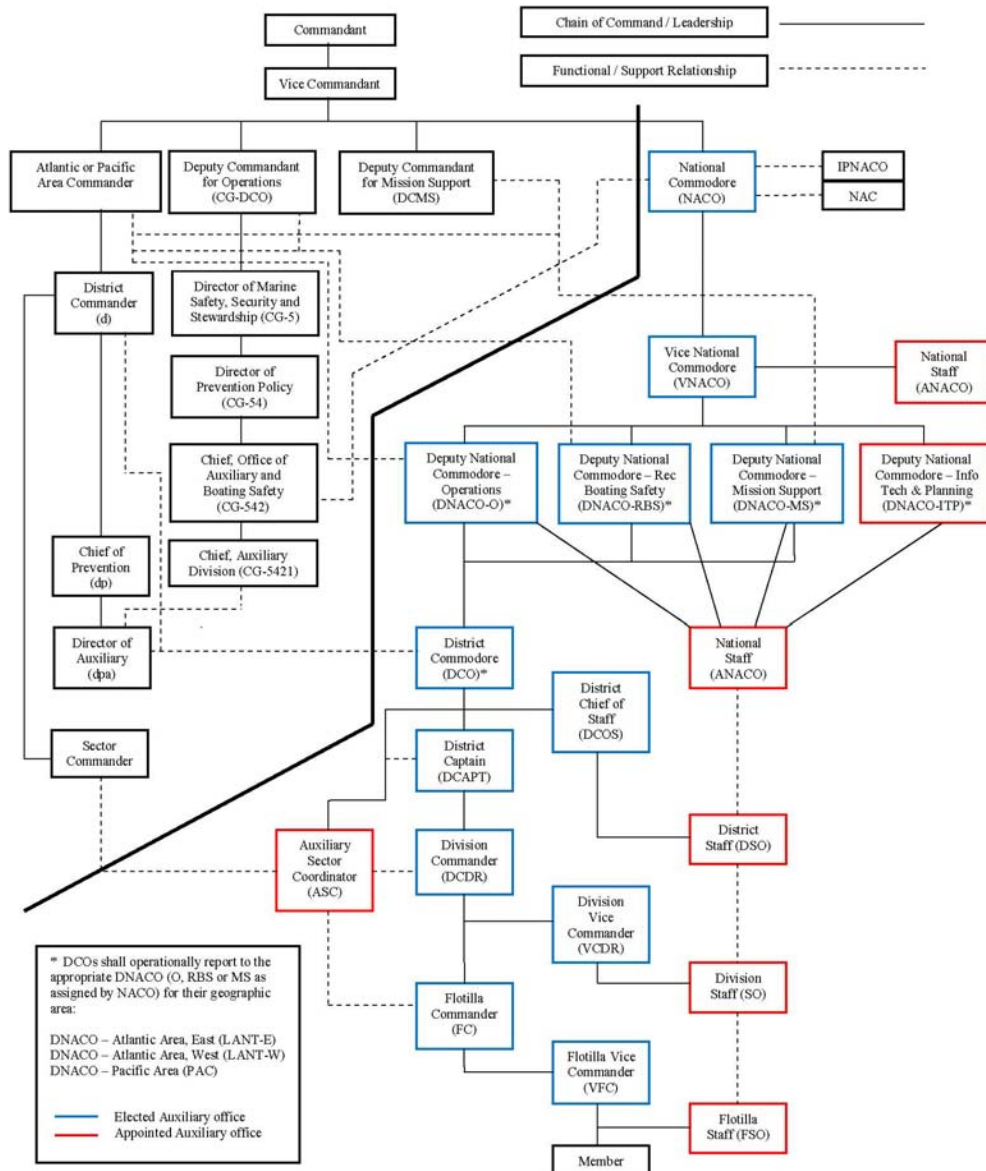 Commandant
Chain of Command / Leadership
Functional / Support Relationship
Vice Commandant
Atlantic or Pacific
Area Commander
Deputy Commandant
for Operations
(CG-DCO)
Deputy Commandant
for Mission Support
(DCMS)
National
Commodore
(NACO)
IPNACO
NAC
District
Commander
(d)
Director of Marine
Safety, Security and
Stewardship (CG-5)
Director of
Prevention Policy
(CG-54)
Vice National
Commodore
(VNACO)
National
Staff
(ANACO)
Chief, Office of
Auxiliary and
Boating Safety
(CG-542)
Deputy National
Commodore –
Operations
(DNACO-O)*
Deputy National
Commodore – Rec
Boating Safety
(DNACO-RBS)*
Deputy National
Commodore –
Mission Support
(DNACO-MS)*
Deputy National
Commodore – Info
Tech & Planning
(DNACO-ITP)*
Chief of
Prevention
(dp)
Chief, Auxiliary
Division (CG-5421)
Director of
Auxiliary
(dpa)
District
Commodore
(DCO)*
National
Staff
(ANACO)
District
Chief of
Staff
(DCOS)
Sector
Commander
District
Captain
(DCAPT)
Auxiliary
Sector
Coordinator
(ASC)
Division
Commander
(DCDR)
District
Staff (DSO)
Division
Vice
Commander
(VCDR)
Division
Staff (SO)
Flotilla
Commander
(FC)
Flotilla Vice
Commander
(VFC)
Flotilla
Staff (FSO)
Member
* DCOs shall operationally report to the
appropriate DNACO (O, RBS or MS as
assigned by NACO) for their geographic
area:
DNACO – Atlantic Area, East (LANT-E)
DNACO – Atlantic Area, West (LANT-W)
DNACO – Pacific Area (PAC)
Elected Auxiliary office
Appointed Auxiliary office